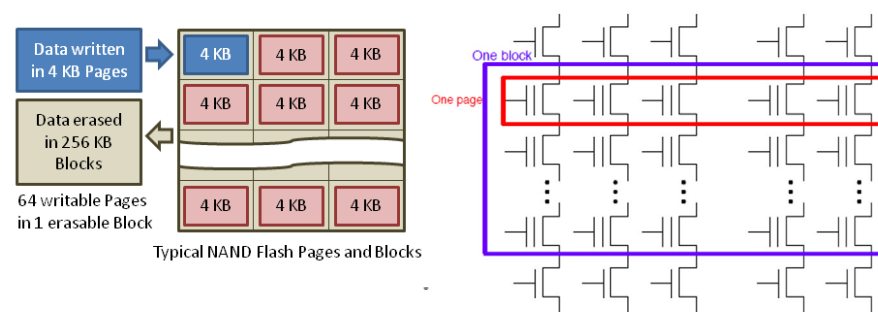 Data written
in 4 KB Pages
4 KB 4 KB 4 KB
4 KB 4 KB 4 KB
Data erased
in 256 KB
Blocks
4 KB 4 KB 4 KB
64 writable Pages
in 1 erasable Block
Typical NAND Flash Pages and Blocks
One block
One page